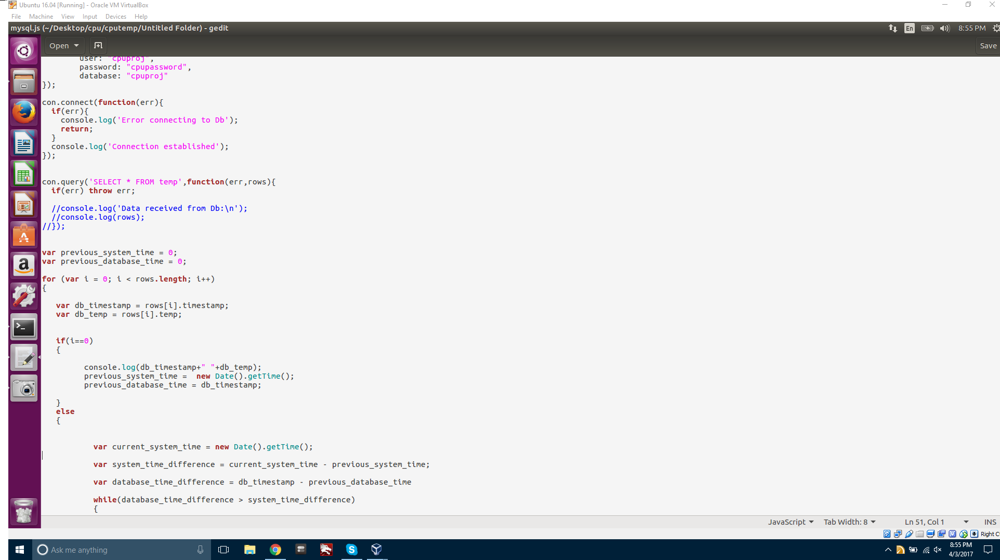 Ubuntu 16.04 [Running] - Oracle VM VirtualBox
File Machine View Input Devices Help
mysql.js (~/Desktop/cpu/cputemp/Untitled Folder) - gedit
En 8:55 PM
Open Save
        user: "cpuproj",
        password: "cpupassword",
        database: "cpuproj"
});
con.connect(function(err){
  if(err){
    console.log('Error connecting to Db');
    return;
  }
  console.log('Connection established');
});
con.query('SELECT * FROM temp',function(err,rows){
  if(err) throw err;
  //console.log('Data received from Db:\n');
  //console.log(rows);
//});
var previous_system_time = 0;
var previous_database_time = 0;
for (var i = 0; i < rows.length; i++)
{
   var db_timestamp = rows[i].timestamp;
   var db_temp = rows[i].temp;
   if(i==0)
   {
         console.log(db_timestamp+" "+db_temp);
         previous_system_time =  new Date().getTime();
         previous_database_time = db_timestamp;
   }
   else
   {
           var current_system_time = new Date().getTime();
           var system_time_difference = current_system_time - previous_system_time;
           var database_time_difference = db_timestamp - previous_database_time
           while(database_time_difference > system_time_difference)
           {
JavaScript Tab Width: 8 Ln 51, Col 1 INS
Right C
Ask me anything
8:55 PM
4/3/2017